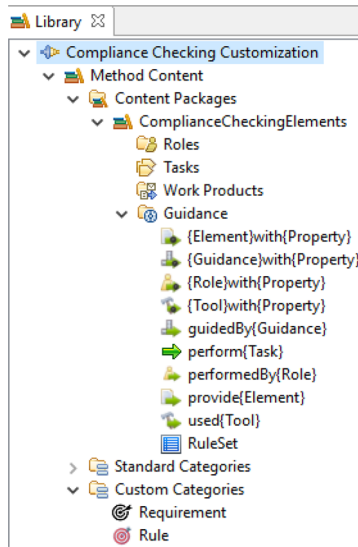 Library
Compliance Checking Customization
Method Content
Content Packages
ComplianceCheckingElements
Roles
Tasks
Work Products
Guidance
{Element}with{Property}
{Guidance}with{Property}
{Role}with{Property}
{Tool}with{Property}
guidedBy{Guidance}
perform{Task}
performedBy{Role}
provide{Element}
used{Tool}
RuleSet
Standard Categories
Custom Categories
Requirement
Rule